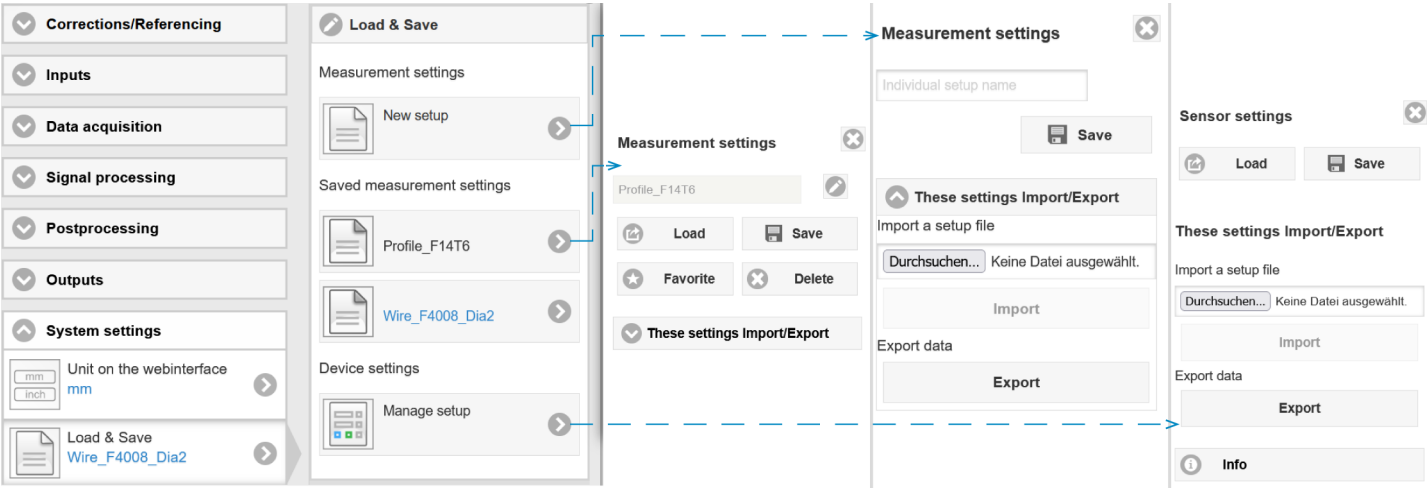 Corrections/Referencing
Inputs
Data acquisition
Signal processing
Postprocessing
Outputs
System settings
mm
inch
Unit on the webinterface
mm
Load & Save
Wire_F4008_Dia2
Load & Save
Measurement settings
New setup
Saved measurement settings
Profile_F14T6
Wire_F4008_Dia2
Device settings
Manage setup
Measurement settings
Profile_F14T6
Load Save
Favorite Delete
These settings Import/Export
Measurement settings
Individual setup name
Save
These settings Import/Export
Import a setup file
Durchsuchen... Keine Datei ausgewählt.
Import
Export data
Export
Sensor settings
Load Save
These settings Import/Export
Import a setup file
Durchsuchen... Keine Datei ausgewählt.
Import
Export data
Export
Info